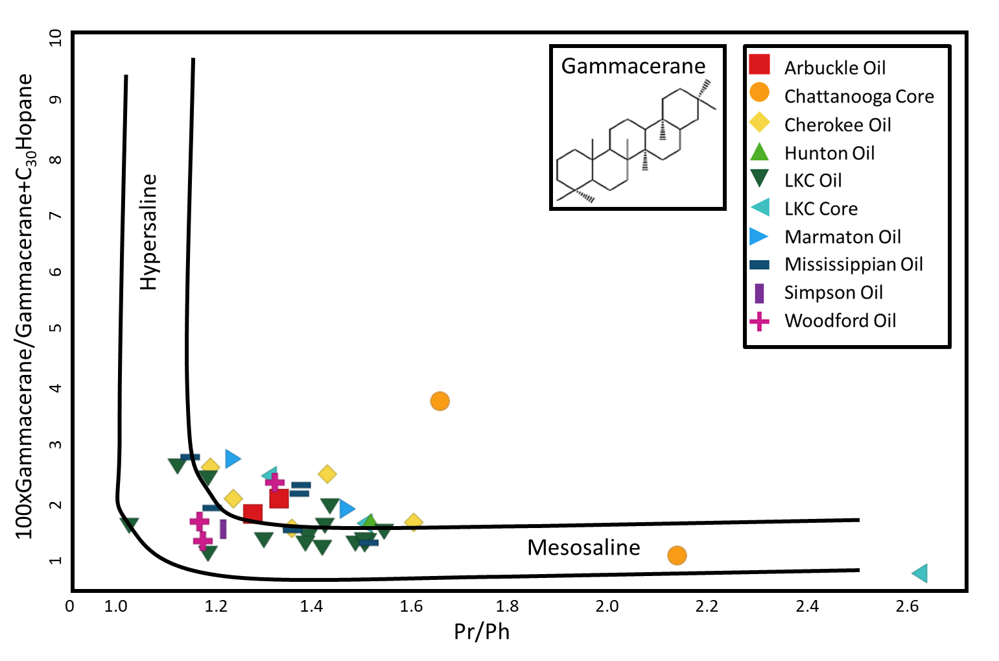 100xGammacerane/Gammacerane+C30Hopane
10
9
8
7
6
5
4
3
2
1
Hypersaline
Mesosaline
Gammacerane
Arbuckle Oil
Chattanooga Core
Cherokee Oil
Hunton Oil
LKC Oil
LKC Core
Marmaton Oil
Mississippian Oil
Simpson Oil
Woodford Oil
0 1.0 1.2 1.4 1.6 1.8 2.0 2.2 2.4 2.6
Pr/Ph